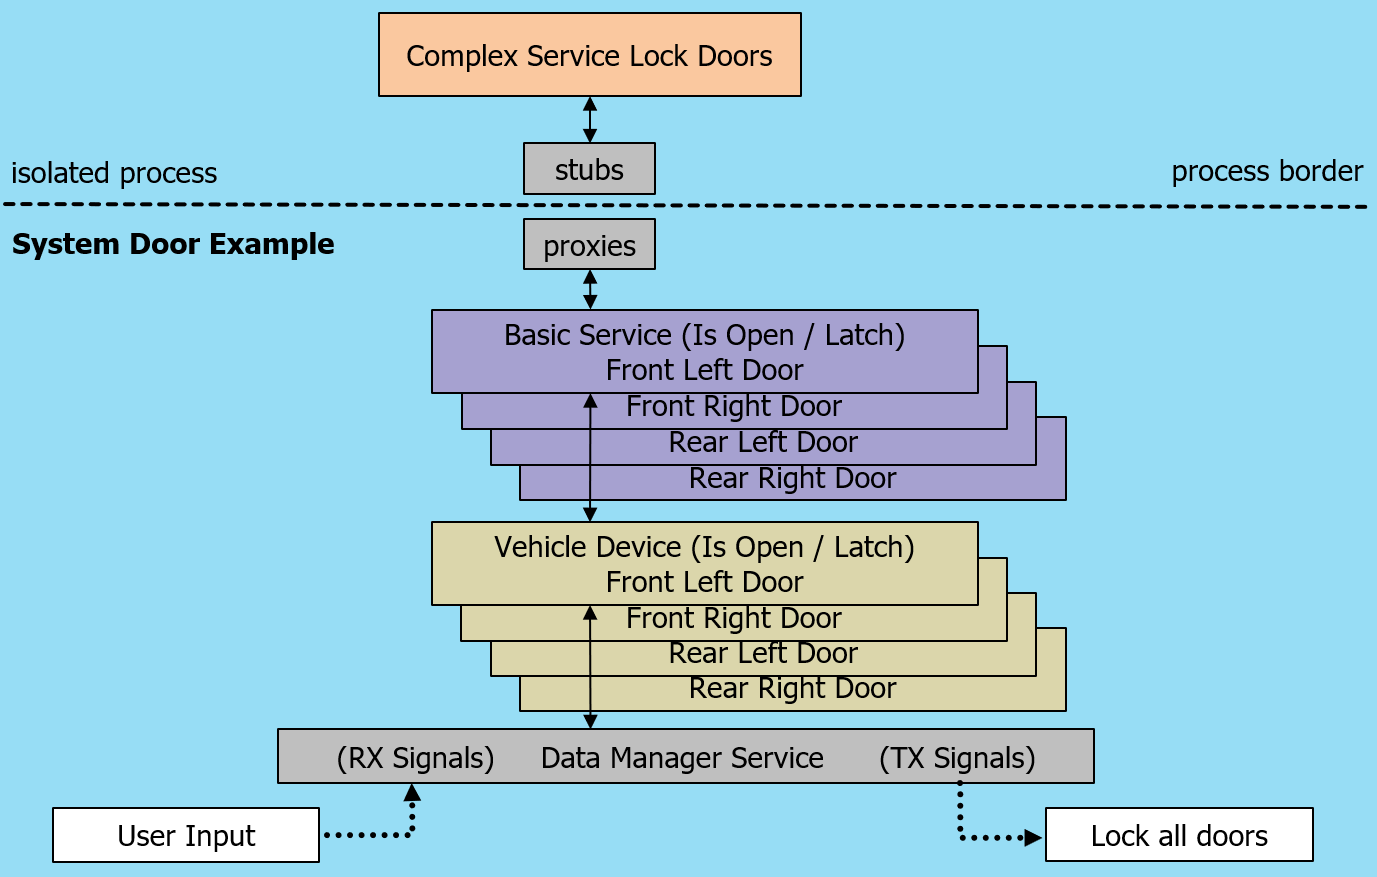 Complex Service Lock Doors
stubs
isolated process
process border
proxies
System Door Example
Basic Service (Is Open / Latch)
Front Left Door
Front Right Door
Rear Left Door
Rear Right Door
Vehicle Device (Is Open / Latch)
Front Left Door
Front Right Door
Rear Left Door
Rear Right Door
(RX Signals) Data Manager Service (TX Signals)
User Input
Lock all doors